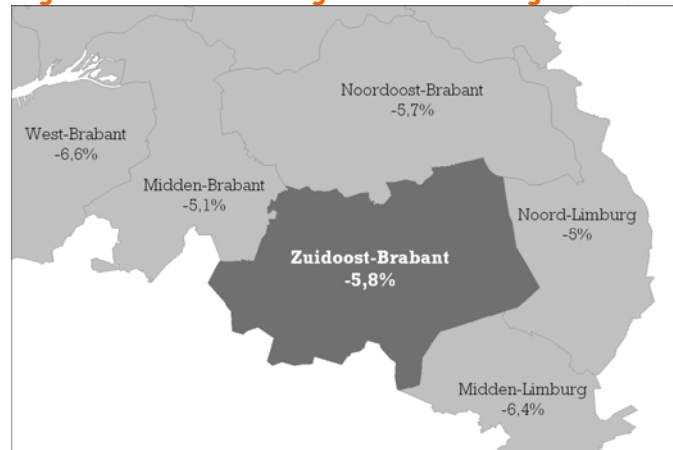 Noordoost-Brabant
-5,7%
West-Brabant
-6,6%
Midden-Brabant
-5,1%
Noord-Limburg
-5%
Zuidoost-Brabant
-5,8%
Midden-Limburg
-6,4%